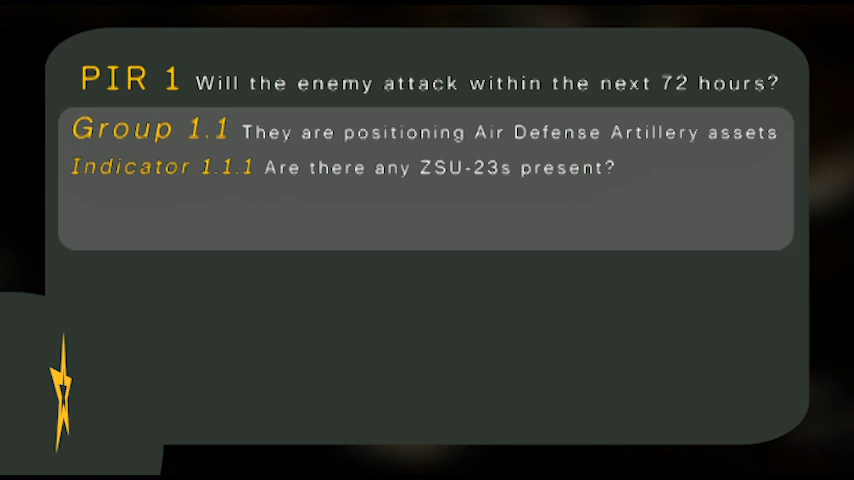 PIR 1 Will the enemy attack within the next 72 hours?
Group 1.1 They are positioning Air Defense Artillery assets
Indicator 1.1.1 Are there any ZSU-23s present?